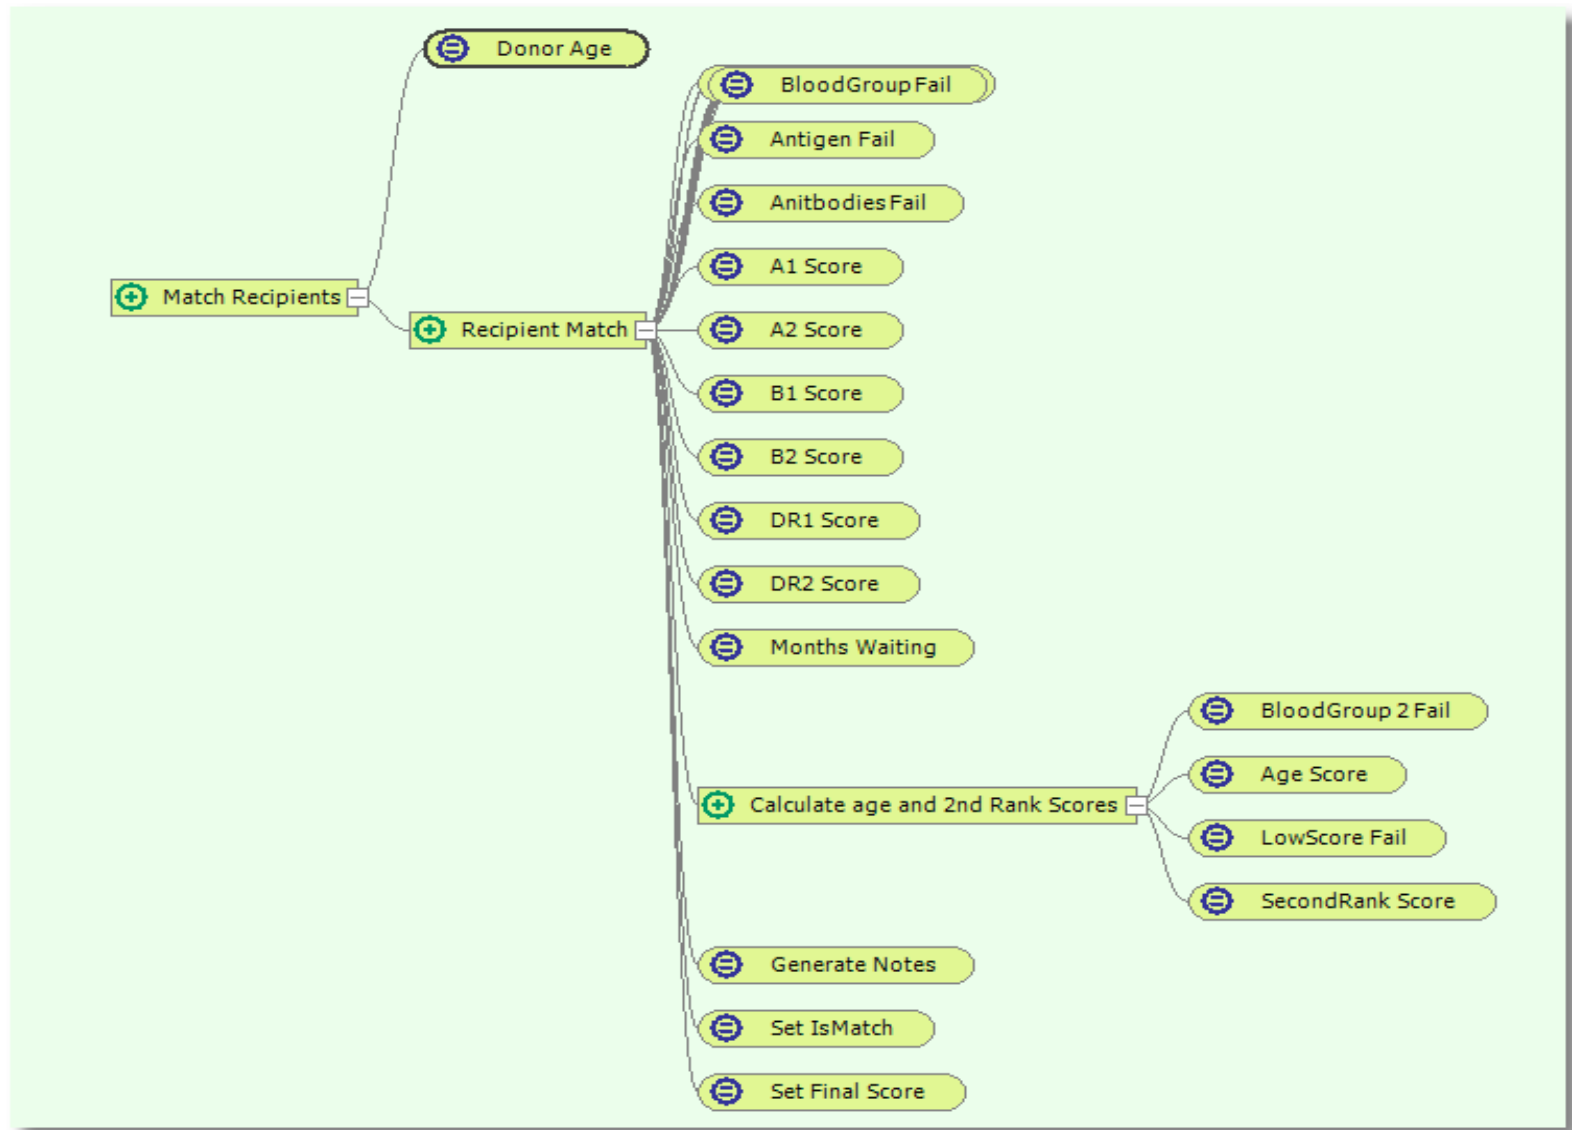 Donor Age
BloodGroup Fail
Antigen Fail
Anitbodies Fail
A1 Score
Match Recipients
Recipient Match
A2 Score
B1 Score
B2 Score
DR1 Score
DR2 Score
Months Waiting
BloodGroup 2 Fail
Age Score
Calculate age and 2nd Rank Scores
LowScore Fail
SecondRank Score
Generate Notes
Set IsMatch
Set Final Score